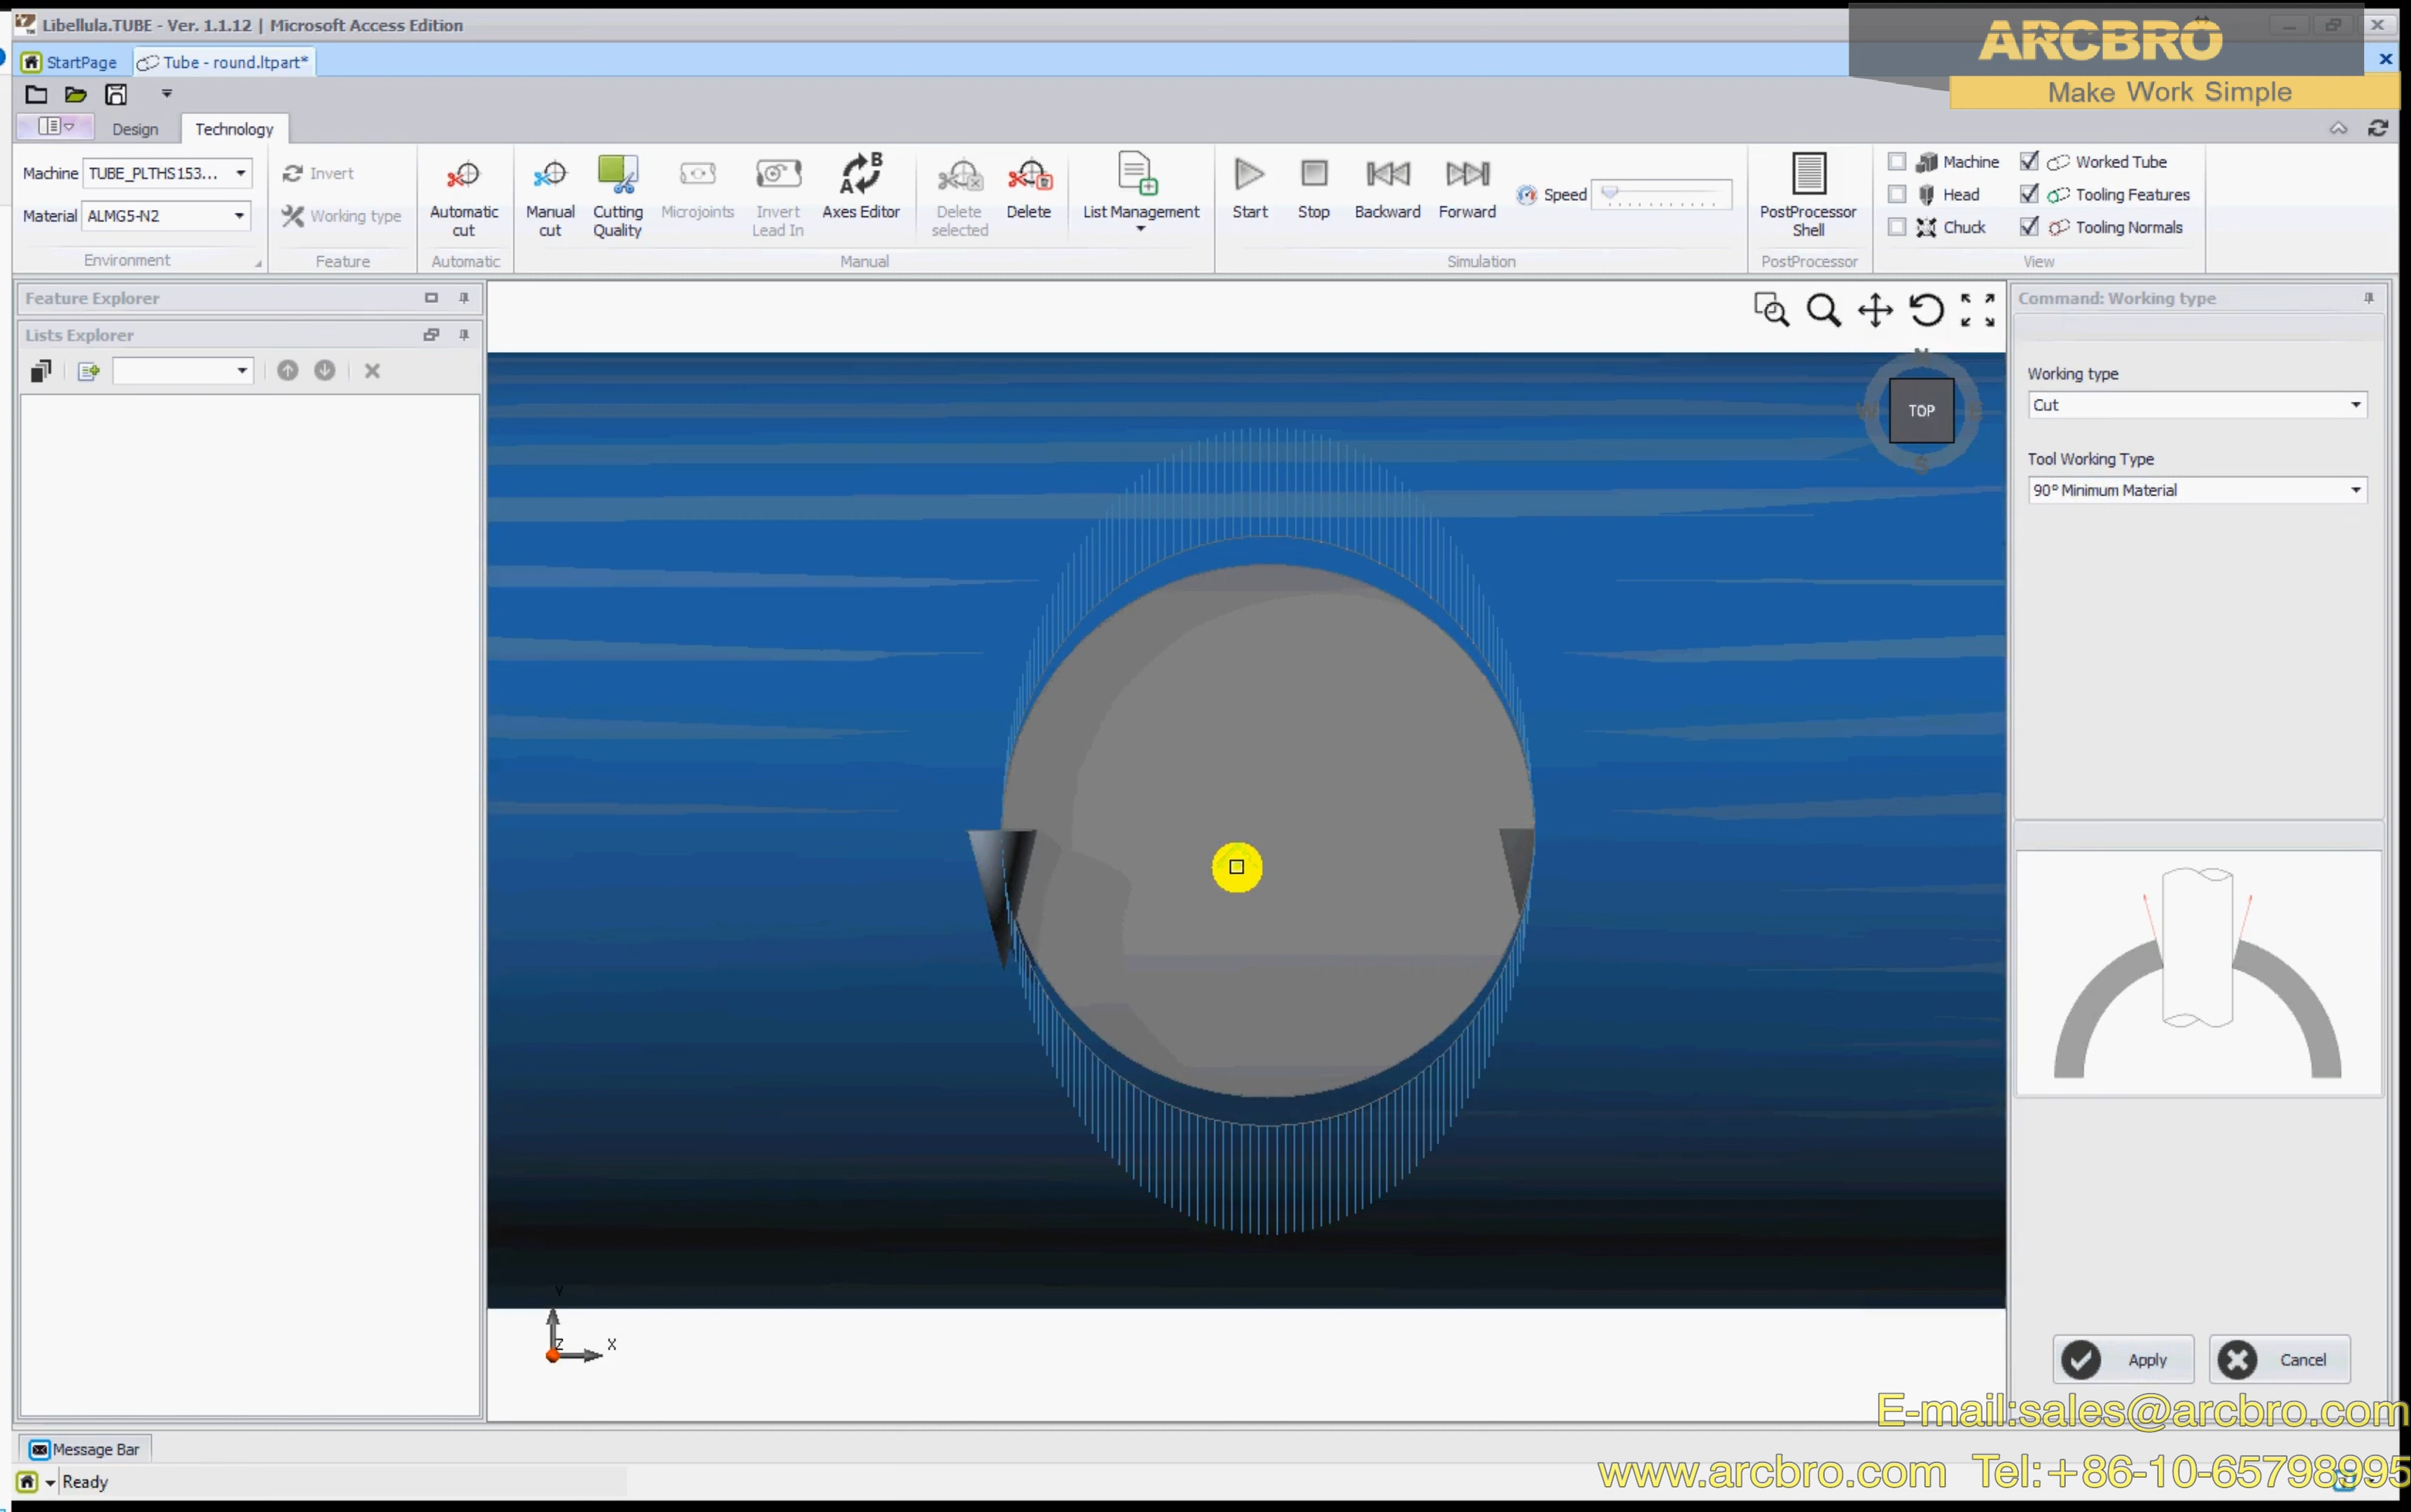 Libellula.TUBE - Ver. 1.1.12 | Microsoft Access Edition
ARCBRO
Make Work Simple
StartPage
Tube - round.ltpart*
Design
Technology
Machine
TUBE_PLTHS153...
Material
ALMG5-N2
Environment
Invert
Working type
Feature
Automatic
cut
Automatic
Manual
cut
Cutting
Quality
Microjoints
Invert
Lead In
B
A
Axes Editor
Delete
selected
Delete
List Management
Manual
Start
Stop
Backward
Forward
Speed
Simulation
PostProcessor
Shell
PostProcessor
Machine
Head
Chuck
Worked Tube
Tooling Features
Tooling Normals
View
Feature Explorer
Lists Explorer
N
TOP
S
Y
Z
X
Command: Working type
Working type
Cut
Tool Working Type
90º Minimum Material
Apply
Cancel
Message Bar
Ready
E-mail:sales@arcbro.com
www.arcbro.com Tel:+86-10-65798995